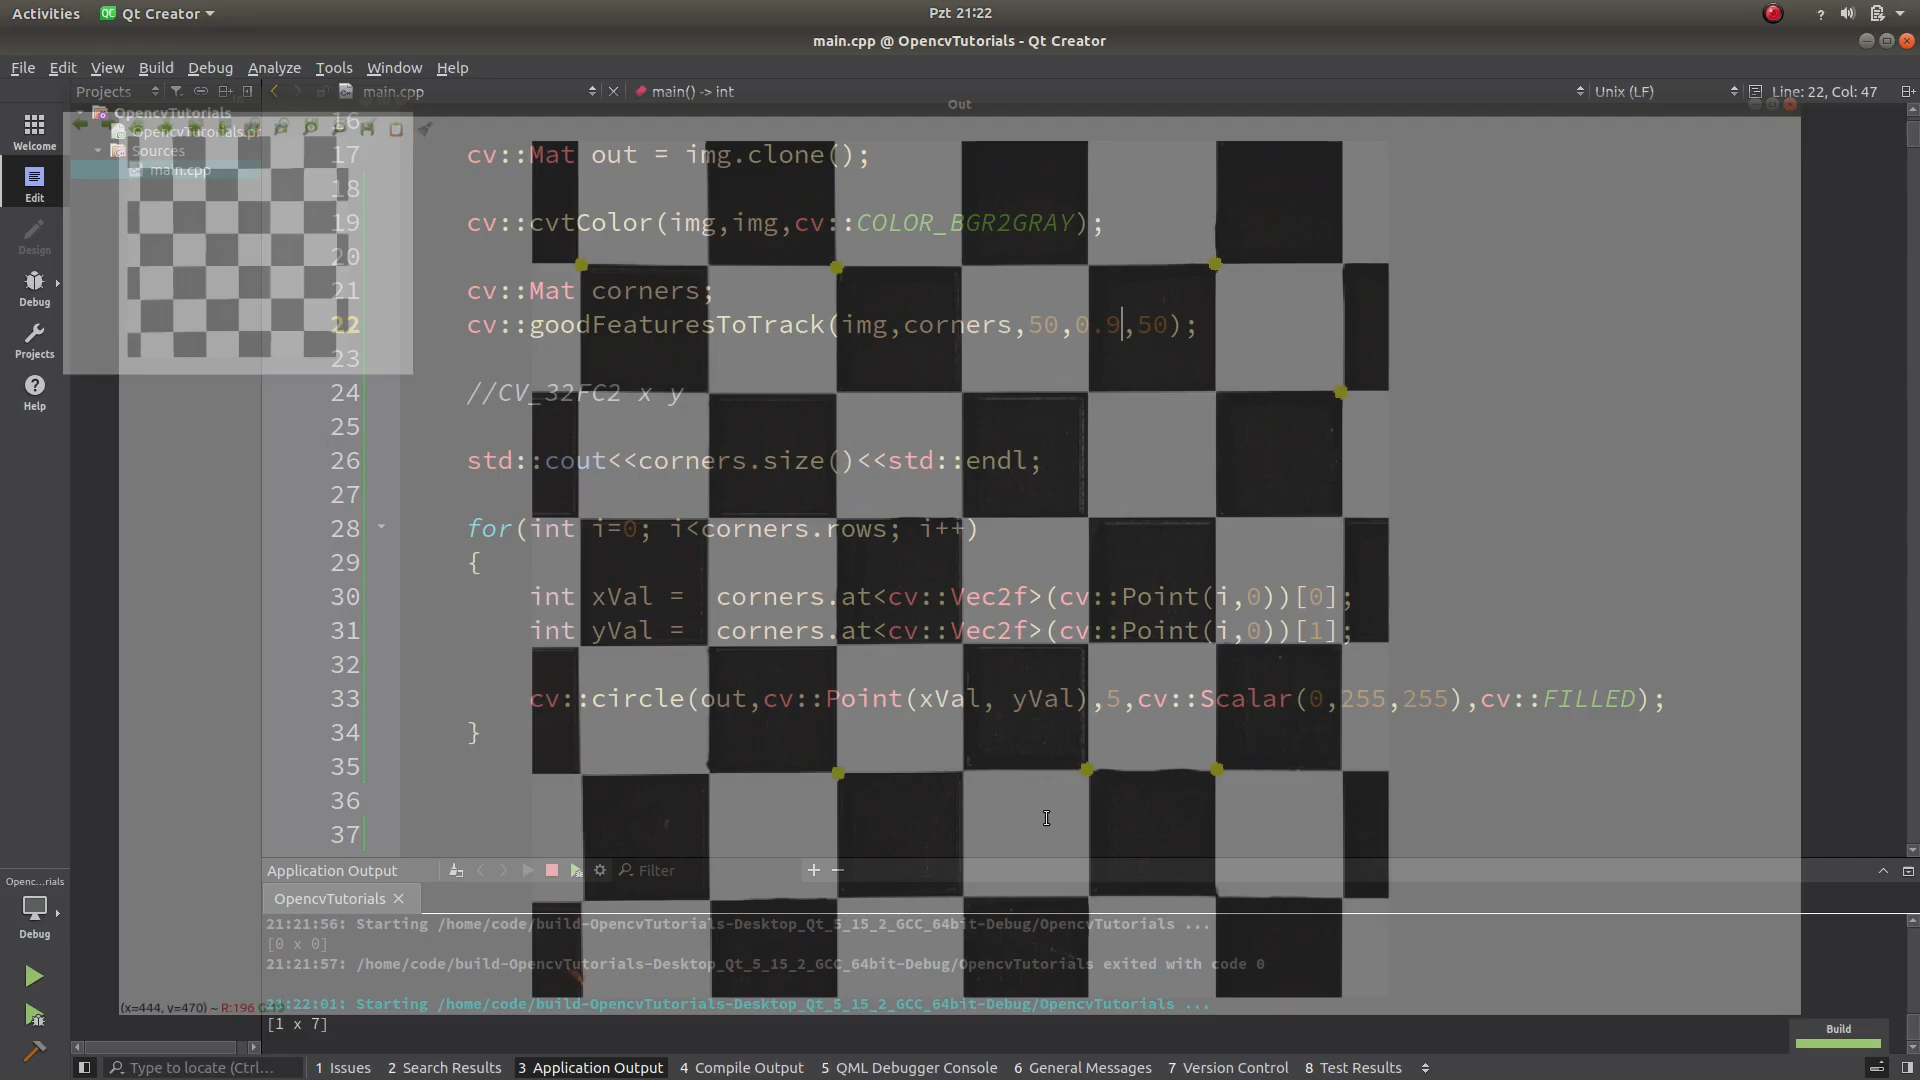 Activities Qt Creator Pzt 21:22
main.cpp @ OpencvTutorials - Qt Creator
File Edit View Build Debug Analyze Tools Window Help
Projects main.cpp main() -> int Unix (LF) Line: 22, Col: 47
Out
OpencvTutorials
OpencvTutorials.pr
Sources
main.cpp
Welcome
Edit
Design
Debug
Projects
Help
16
17 cv::Mat out = img.clone();
18
19 cv::cvtColor(img,img,cv::COLOR_BGR2GRAY);
20
21 cv::Mat corners;
22 cv::goodFeaturesToTrack(img,corners,50,0.9,50);
23
24 //CV_32FC2 x y
25
26 std::cout<<corners.size()<<std::endl;
27
28 for(int i=0; i<corners.rows; i++)
29 {
30 int xVal = corners.at<cv::Vec2f>(cv::Point(i,0))[0];
31 int yVal = corners.at<cv::Vec2f>(cv::Point(i,0))[1];
32
33 cv::circle(out,cv::Point(xVal, yVal),5,cv::Scalar(0,255,255),cv::FILLED);
34 }
35
36
37
Application Output Filter
OpencvTutorials
21:21:56: Starting /home/code/build-OpencvTutorials-Desktop_Qt_5_15_2_GCC_64bit-Debug/OpencvTutorials ...
[0 x 0]
21:21:57: /home/code/build-OpencvTutorials-Desktop_Qt_5_15_2_GCC_64bit-Debug/OpencvTutorials exited with code 0
21:22:01: Starting /home/code/build-OpencvTutorials-Desktop_Qt_5_15_2_GCC_64bit-Debug/OpencvTutorials ...
[1 x 7]
Openc...rials
Debug
(x=444, y=470) ~ R:196
Build
Type to locate (Ctrl... 1 Issues 2 Search Results 3 Application Output 4 Compile Output 5 QML Debugger Console 6 General Messages 7 Version Control 8 Test Results